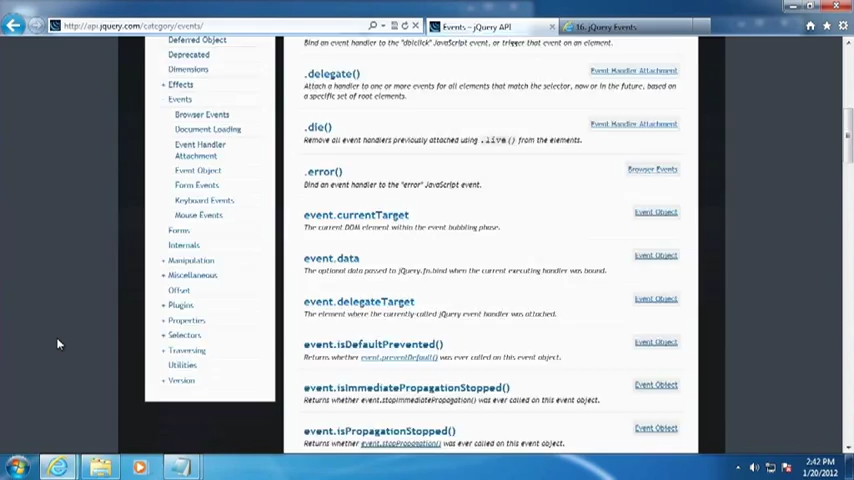 http://api.jquery.com/category/events/
Events – jQuery API
16. jQuery Events
Deferred Object
Deprecated
Dimensions
+ Effects
- Events
Browser Events
Document Loading
Event Handler
Attachment
Event Object
Form Events
Keyboard Events
Mouse Events
Forms
Internals
+ Manipulation
+ Miscellaneous
Offset
+ Plugins
+ Properties
+ Selectors
+ Traversing
Utilities
+ Version
Bind an event handler to the "dblclick" JavaScript event, or trigger that event on an element.
.delegate()
Event Handler Attachment
Attach a handler to one or more events for all elements that match the selector, now or in the future, based on
a specific set of root elements.
.die()
Event Handler Attachment
Remove all event handlers previously attached using .live() from the elements.
.error()
Browser Events
Bind an event handler to the "error" JavaScript event.
event.currentTarget
Event Object
The current DOM element within the event bubbling phase.
event.data
Event Object
The optional data passed to jQuery.fn.bind when the current executing handler was bound.
event.delegateTarget
Event Object
The element where the currently-called jQuery event handler was attached.
event.isDefaultPrevented()
Event Object
Returns whether event.preventDefault() was ever called on this event object.
event.isImmediatePropagationStopped()
Event Object
Returns whether event.stopImmediatePropagation() was ever called on this event object.
event.isPropagationStopped()
Event Object
Returns whether event.stopPropagation() was ever called on this event object.
2:42 PM
1/20/2012